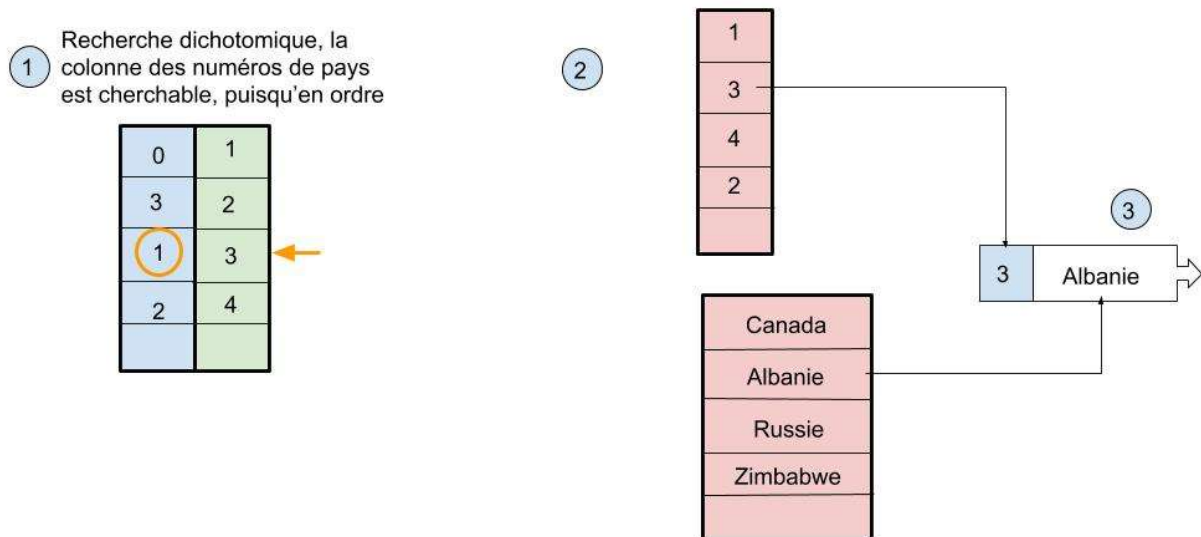 1
Recherche dichotomique, la
colonne des numéros de pays
est cherchable, puisqu'en ordre
0 1
3 2
1 3
2 4
2
1
3
4
2
Canada
Albanie
Russie
Zimbabwe
3
3 Albanie